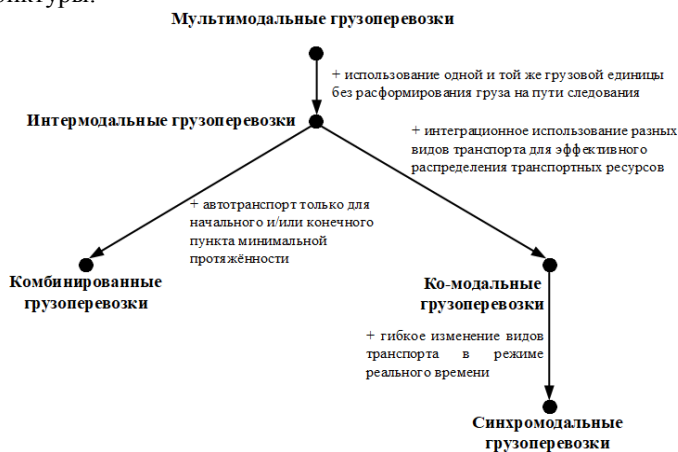 Мультимодальные грузоперевозки
+ использование одной и той же грузовой единицы
без расформирования груза на пути следования
Интермодальные грузоперевозки
+ интеграционное использование разных
видов транспорта для эффективного
распределения транспортных ресурсов
+ автотранспорт только для
начального и/или конечного
пункта минимальной
протяжённости
Комбинированные
грузоперевозки
Ко-модальные
грузоперевозки
+ гибкое изменение видов
транспорта в режиме
реального времени
Синхромодальные
грузоперевозки